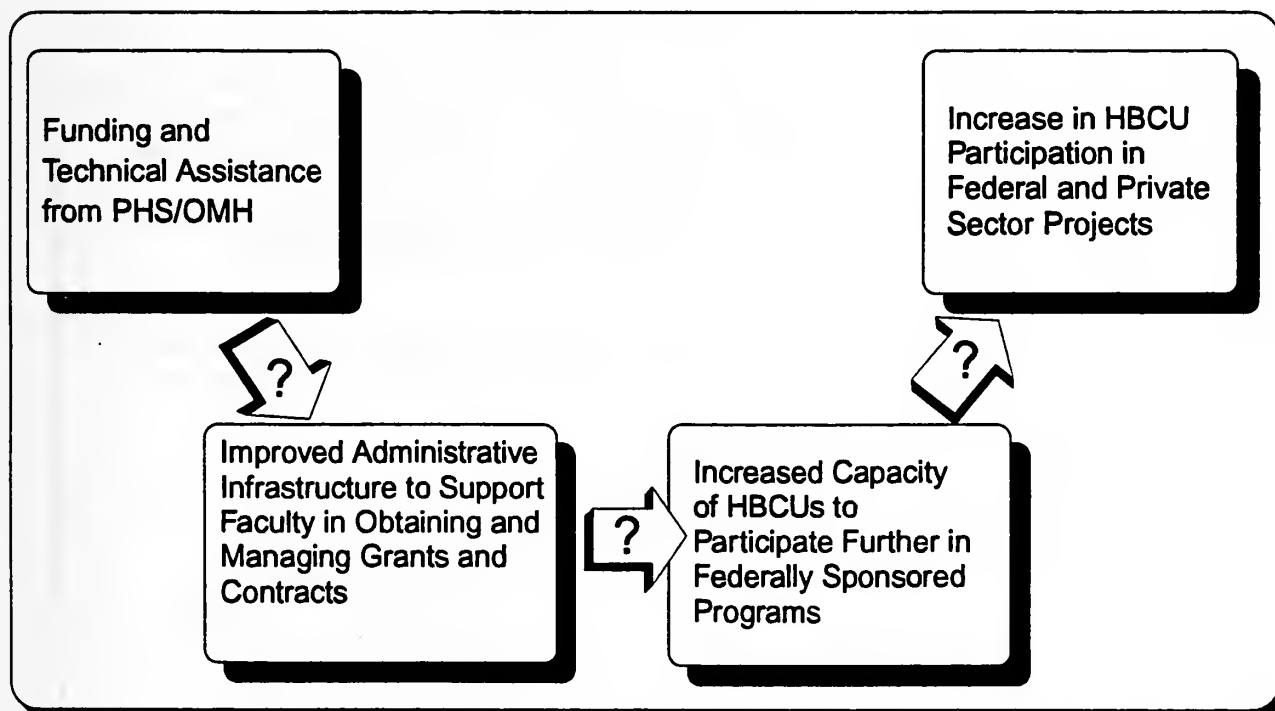 Funding and
Technical Assistance
from PHS/OMH
?
Improved Administrative
Infrastructure to Support
Faculty in Obtaining and
Managing Grants and
Contracts
?
Increased Capacity
of HBCUs to
Participate Further in
Federally Sponsored
Programs
?
Increase in HBCU
Participation in
Federal and Private
Sector Projects